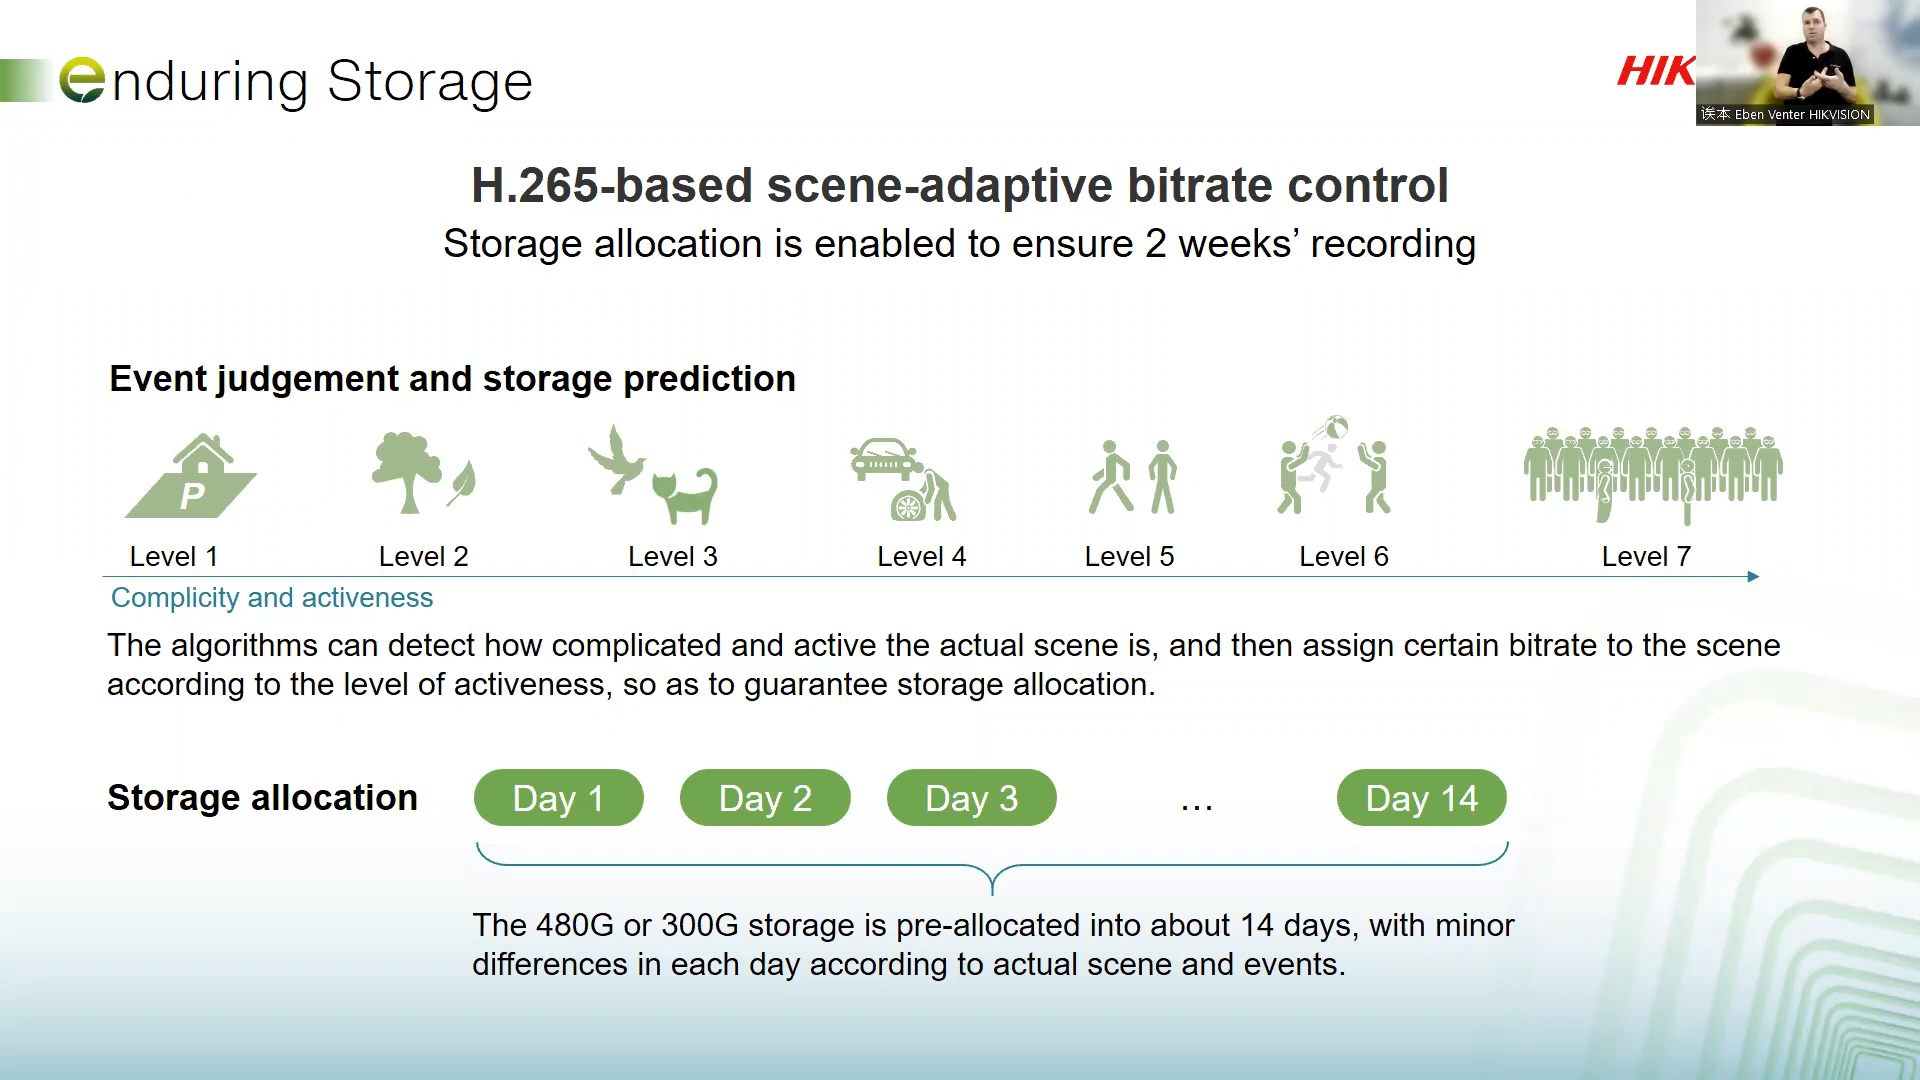 enduring Storage
HIK
诶本 Eben Venter HIKVISION
H.265-based scene-adaptive bitrate control
Storage allocation is enabled to ensure 2 weeks’ recording
Event judgement and storage prediction
P
Level 1 Level 2 Level 3 Level 4 Level 5 Level 6 Level 7
Complicity and activeness
The algorithms can detect how complicated and active the actual scene is, and then assign certain bitrate to the scene
according to the level of activeness, so as to guarantee storage allocation.
Storage allocation Day 1 Day 2 Day 3 ... Day 14
The 480G or 300G storage is pre-allocated into about 14 days, with minor
differences in each day according to actual scene and events.